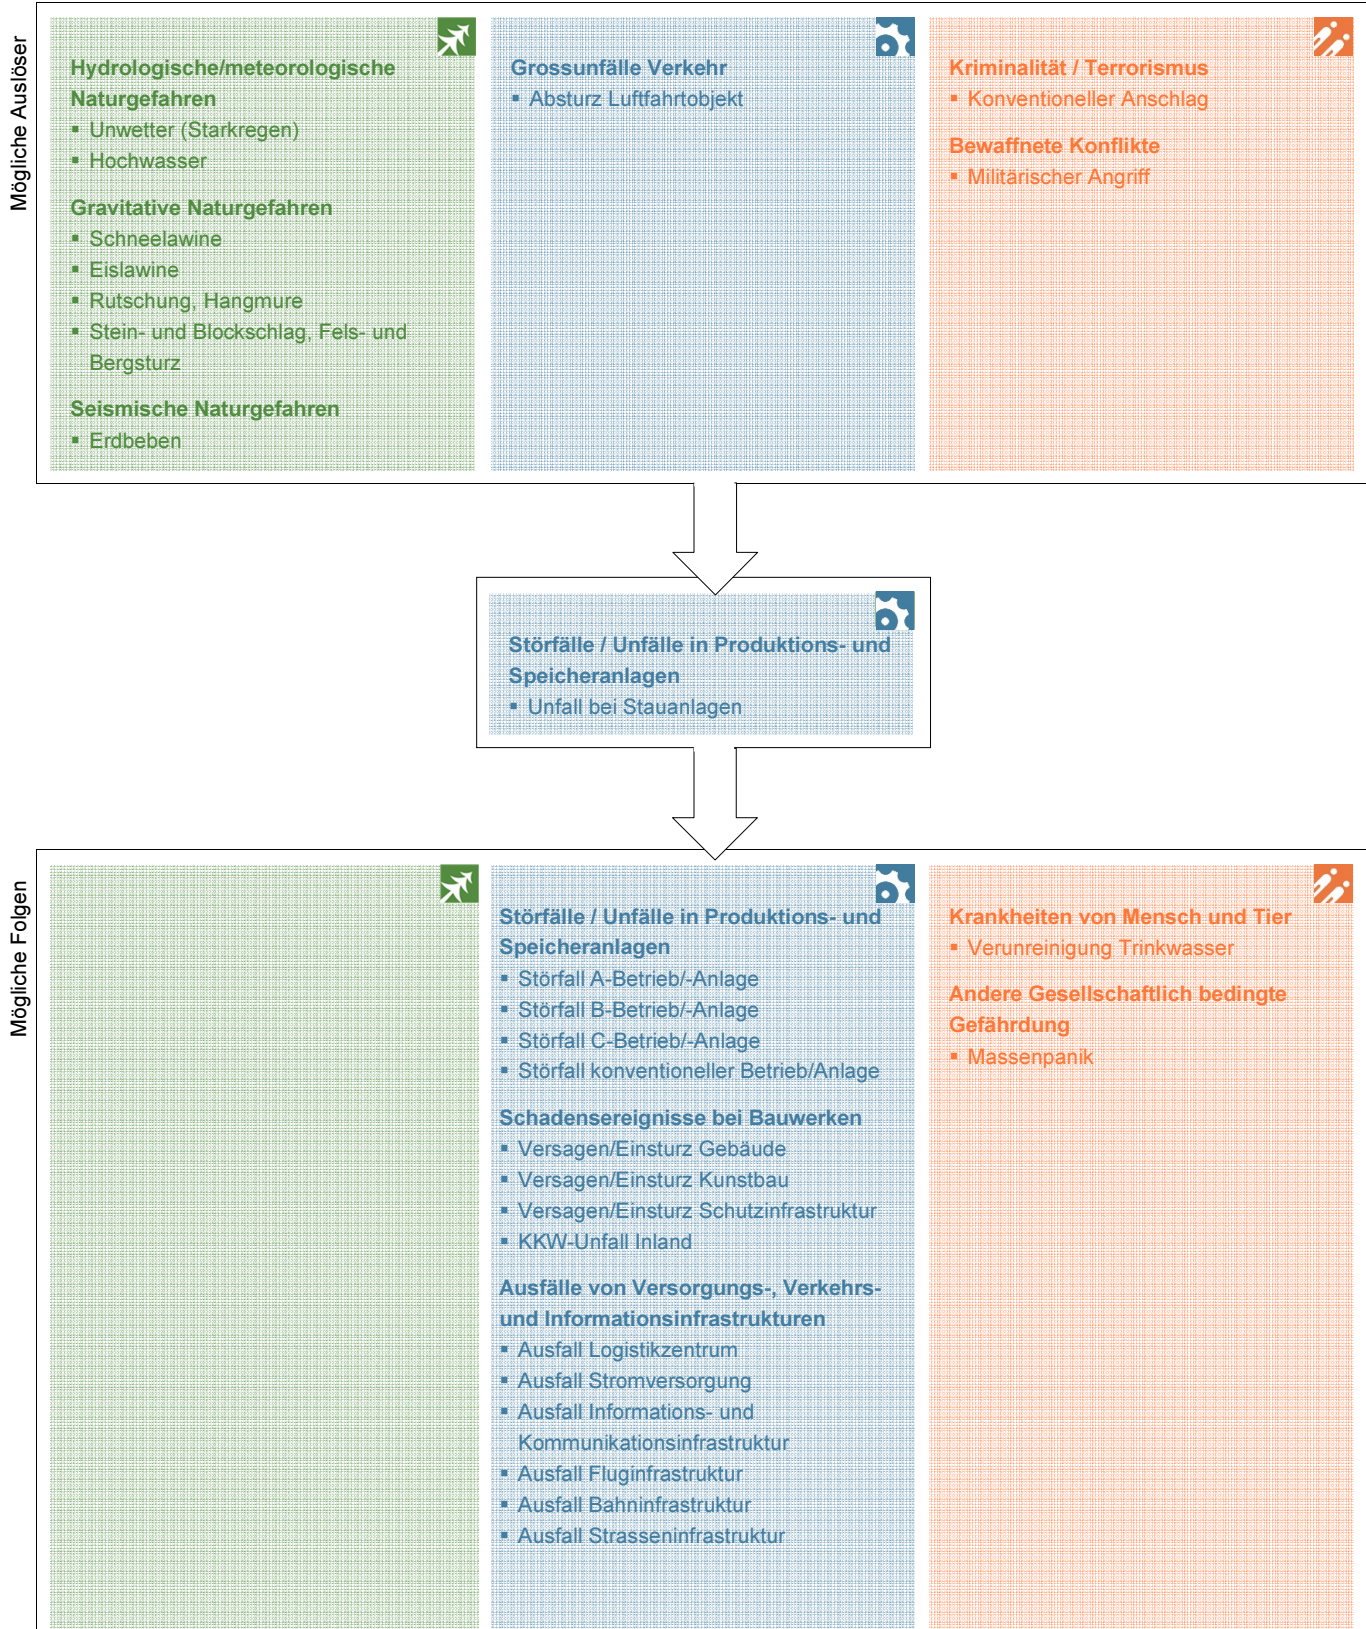 Mögliche Auslöser
Hydrologische/meteorologische
Naturgefahren
▪ Unwetter (Starkregen)
▪ Hochwasser
Gravitative Naturgefahren
▪ Schneelawine
▪ Eislawine
▪ Rutschung, Hangmure
▪ Stein- und Blockschlag, Fels- und
Bergsturz
Seismische Naturgefahren
▪ Erdbeben
Grossunfälle Verkehr
▪ Absturz Luftfahrtobjekt
Kriminalität / Terrorismus
▪ Konventioneller Anschlag
Bewaffnete Konflikte
▪ Militärischer Angriff
Störfälle / Unfälle in Produktions- und
Speicheranlagen
▪ Unfall bei Stauanlagen
Mögliche Folgen
Störfälle / Unfälle in Produktions- und
Speicheranlagen
▪ Störfall A-Betrieb/-Anlage
▪ Störfall B-Betrieb/-Anlage
▪ Störfall C-Betrieb/-Anlage
▪ Störfall konventioneller Betrieb/Anlage
Schadensereignisse bei Bauwerken
▪ Versagen/Einsturz Gebäude
▪ Versagen/Einsturz Kunstbau
▪ Versagen/Einsturz Schutzinfrastruktur
▪ KKW-Unfall Inland
Ausfälle von Versorgungs-, Verkehrs-
und Informationsinfrastrukturen
▪ Ausfall Logistikzentrum
▪ Ausfall Stromversorgung
▪ Ausfall Informations- und
Kommunikationsinfrastruktur
▪ Ausfall Fluginfrastruktur
▪ Ausfall Bahninfrastruktur
▪ Ausfall Strasseninfrastruktur
Krankheiten von Mensch und Tier
▪ Verunreinigung Trinkwasser
Andere Gesellschaftlich bedingte
Gefährdung
▪ Massenpanik